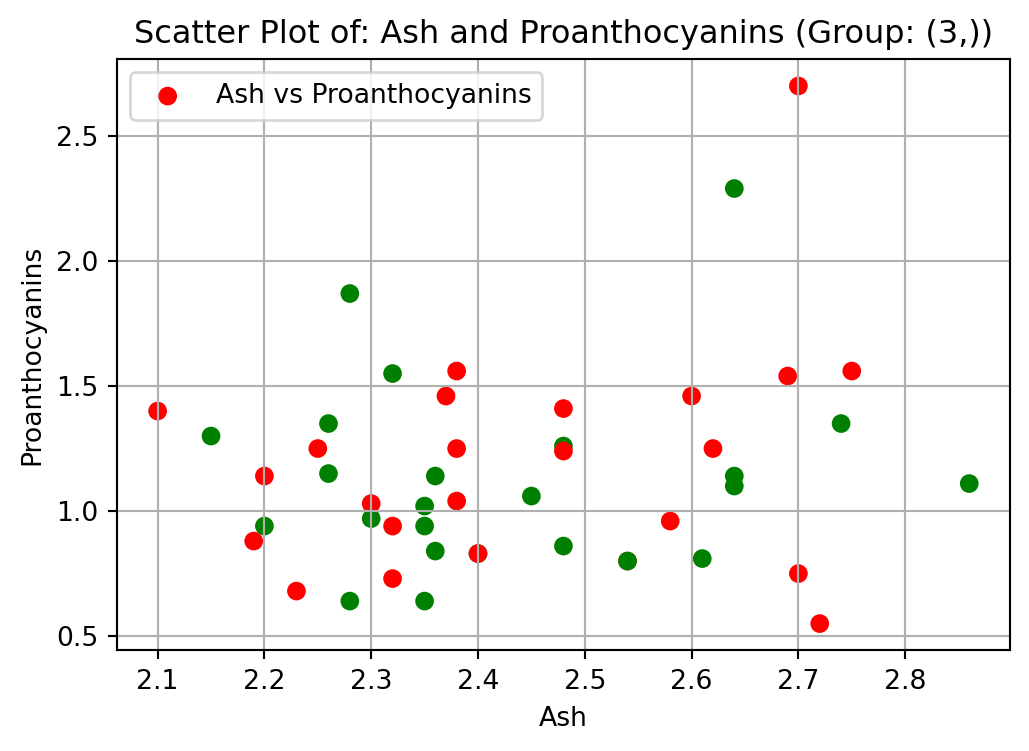 Scatter Plot of: Ash and Proanthocyanins (Group: (3,))
Ash vs Proanthocyanins
Proanthocyanins
2.5
2.0
1.5
1.0
0.5
2.1 2.2 2.3 2.4 2.5 2.6 2.7 2.8
Ash